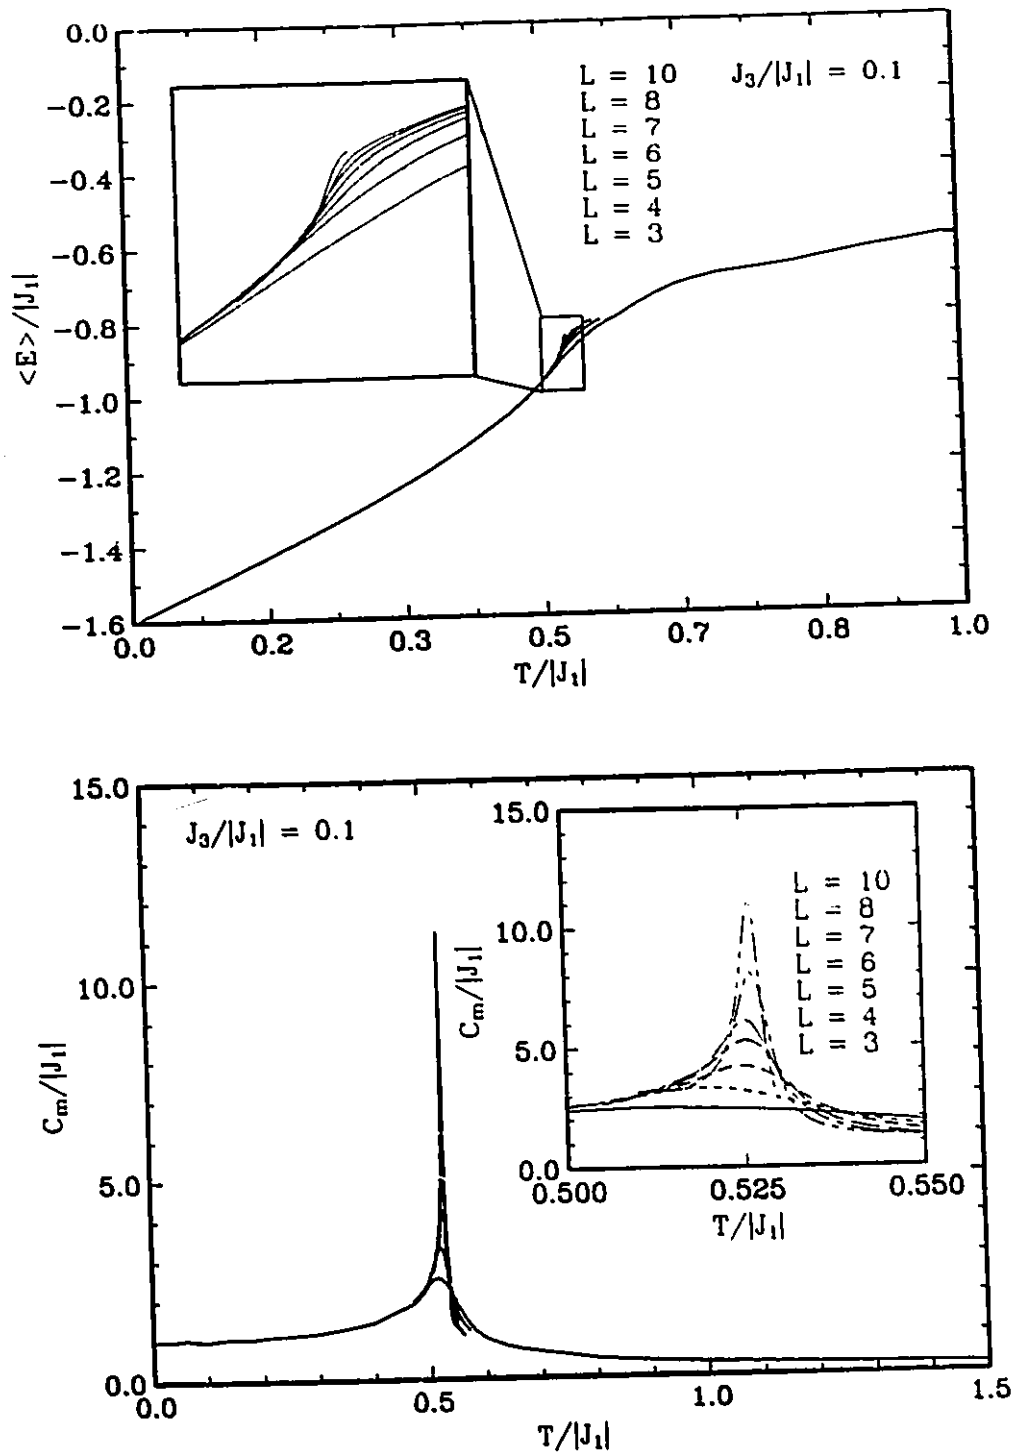 0.0
−0.2
−0.4
−0.6
−0.8
−1.0
−1.2
−1.4
−1.6
<E>/|J₁|
L = 10 J₃/|J₁| = 0.1
L = 8
L = 7
L = 6
L = 5
L = 4
L = 3
0.0 0.2 0.3 0.5 0.7 0.8 1.0
T/|J₁|
15.0
10.0
5.0
0.0
Cₘ/|J₁|
J₃/|J₁| = 0.1
15.0
10.0
5.0
0.0
Cₘ/|J₁|
L = 10
L = 8
L = 7
L = 6
L = 5
L = 4
L = 3
0.500 0.525 0.550
T/|J₁|
0.0 0.5 1.0 1.5
T/|J₁|